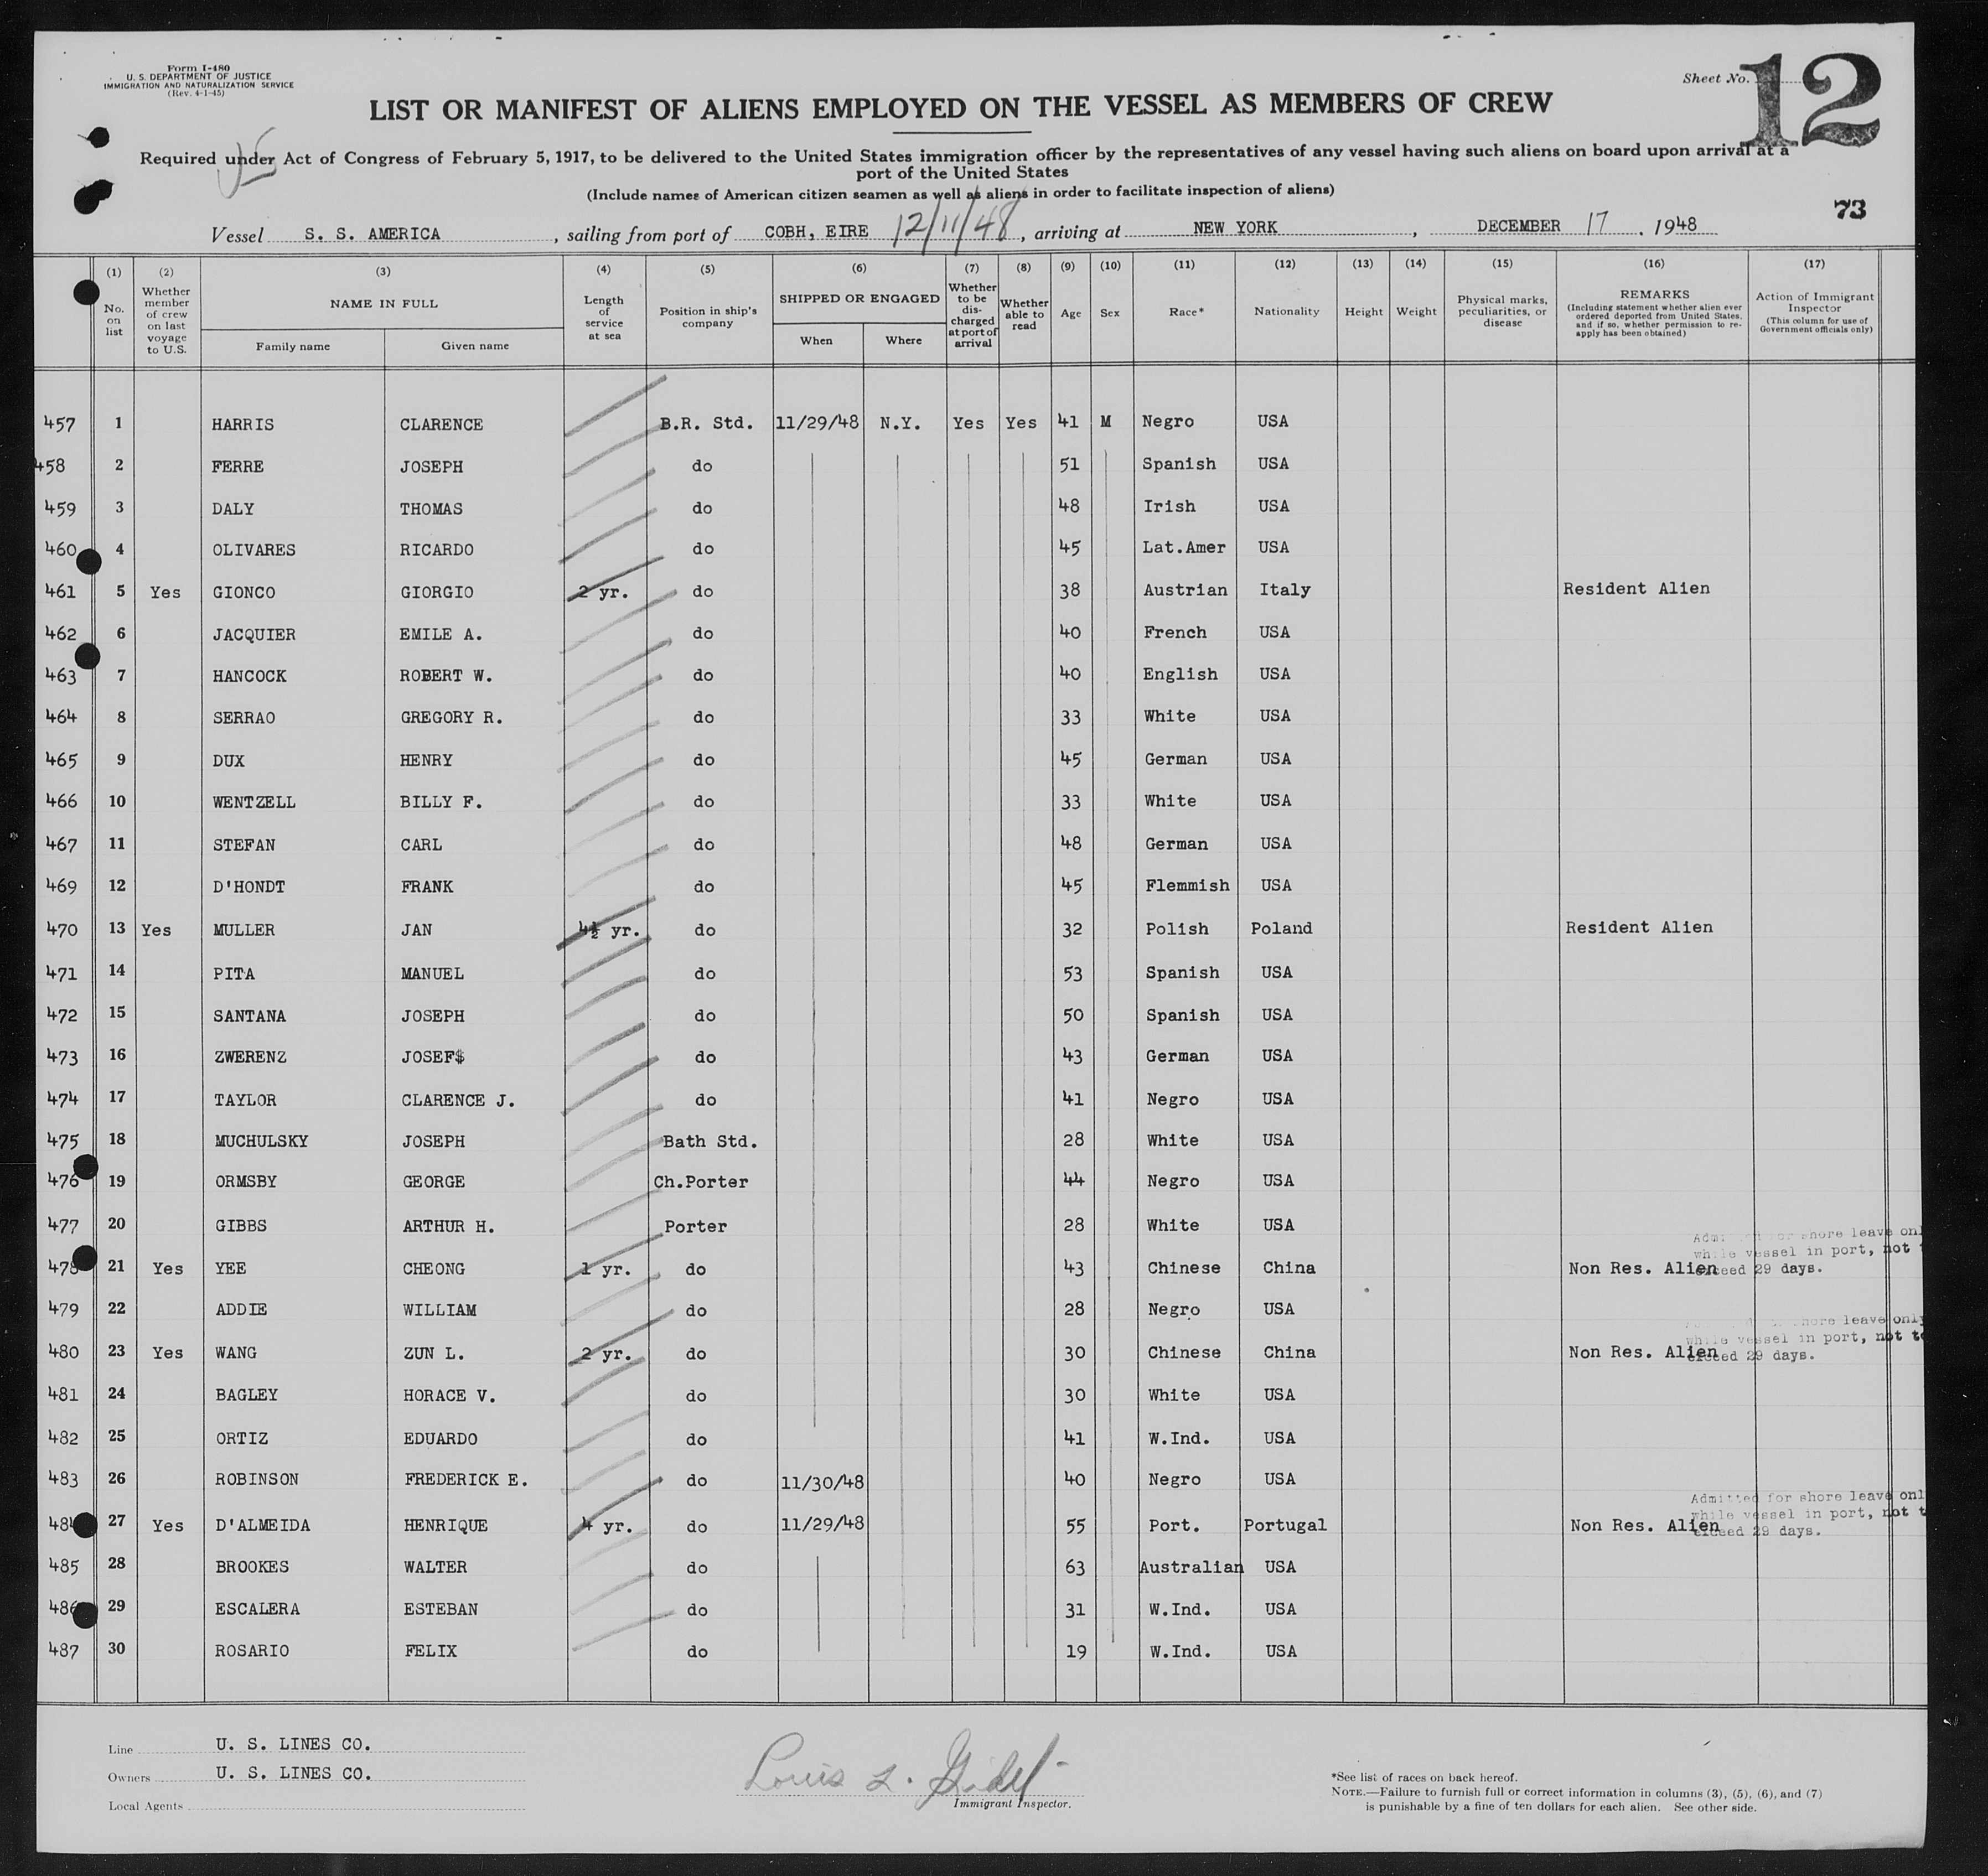 Form I-480
U. S. DEPARTMENT OF JUSTICE
IMMIGRATION AND NATURALIZATION SERVICE
(Rev. 4-1-45)
Sheet No. 12
LIST OR MANIFEST OF ALIENS EMPLOYED ON THE VESSEL AS MEMBERS OF CREW
Required under Act of Congress of February 5, 1917, to be delivered to the United States immigration officer by the representatives of any vessel having such aliens on board upon arrival at a
port of the United States
(Include names of American citizen seamen as well as aliens in order to facilitate inspection of aliens)
73
Vessel S. S. AMERICA, sailing from port of COBH, EIRE 12/11/48, arriving at NEW YORK, DECEMBER 17, 1948
(1) No. on list (2) Whether member of crew on last voyage to U.S. (3) NAME IN FULL Family name Given name (4) Length of service at sea (5) Position in ship's company (6) SHIPPED OR ENGAGED When Where (7) Whether to be discharged at port of arrival (8) Whether able to read (9) Age (10) Sex (11) Race* (12) Nationality (13) Height (14) Weight (15) Physical marks, peculiarities, or disease (16) REMARKS (Including statement whether alien ever ordered deported from United States, and if so, whether permission to reapply has been obtained) (17) Action of Immigrant Inspector (This column for use of Government officials only)
457 1 HARRIS CLARENCE B.R. Std. 11/29/48 N.Y. Yes Yes 41 M Negro USA
458 2 FERRE JOSEPH do 51 Spanish USA
459 3 DALY THOMAS do 48 Irish USA
460 4 OLIVARES RICARDO do 45 Lat.Amer USA
461 5 Yes GIONCO GIORGIO 2 yr. do 38 Austrian Italy Resident Alien
462 6 JACQUIER EMILE A. do 40 French USA
463 7 HANCOCK ROBERT W. do 40 English USA
464 8 SERRAO GREGORY R. do 33 White USA
465 9 DUX HENRY do 45 German USA
466 10 WENTZELL BILLY F. do 33 White USA
467 11 STEFAN CARL do 48 German USA
469 12 D'HONDT FRANK do 45 Flemmish USA
470 13 Yes MULLER JAN 4½ yr. do 32 Polish Poland Resident Alien
471 14 PITA MANUEL do 53 Spanish USA
472 15 SANTANA JOSEPH do 50 Spanish USA
473 16 ZWERENZ JOSEF$ do 43 German USA
474 17 TAYLOR CLARENCE J. do 41 Negro USA
475 18 MUCHULSKY JOSEPH Bath Std. 28 White USA
476 19 ORMSBY GEORGE Ch.Porter 44 Negro USA
477 20 GIBBS ARTHUR H. Porter 28 White USA
478 21 Yes YEE CHEONG 1 yr. do 43 Chinese China Non Res. Alien
shore leave
while vessel in port, not
exceed 29 days.
479 22 ADDIE WILLIAM do 28 Negro USA
480 23 Yes WANG ZUN L. 2 yr. do 30 Chinese China Non Res. Alien
shore leave only
while vessel in port, not to
exceed 29 days.
481 24 BAGLEY HORACE V. do 30 White USA
482 25 ORTIZ EDUARDO do 41 W.Ind. USA
483 26 ROBINSON FREDERICK E. do 11/30/48 40 Negro USA
484 27 Yes D'ALMEIDA HENRIQUE 4 yr. do 11/29/48 55 Port. Portugal Non Res. Alien
Admitted for shore leave
while vessel in port, not
exceed 29 days.
485 28 BROOKES WALTER do 63 Australian USA
486 29 ESCALERA ESTEBAN do 31 W.Ind. USA
487 30 ROSARIO FELIX do 19 W.Ind. USA
Line U. S. LINES CO.
Owners U. S. LINES CO.
Local Agents
Louis L.
Immigrant Inspector.
*See list of races on back hereof.
NOTE.—Failure to furnish full or correct information in columns (3), (5), (6), and (7)
is punishable by a fine of ten dollars for each alien. See other side.